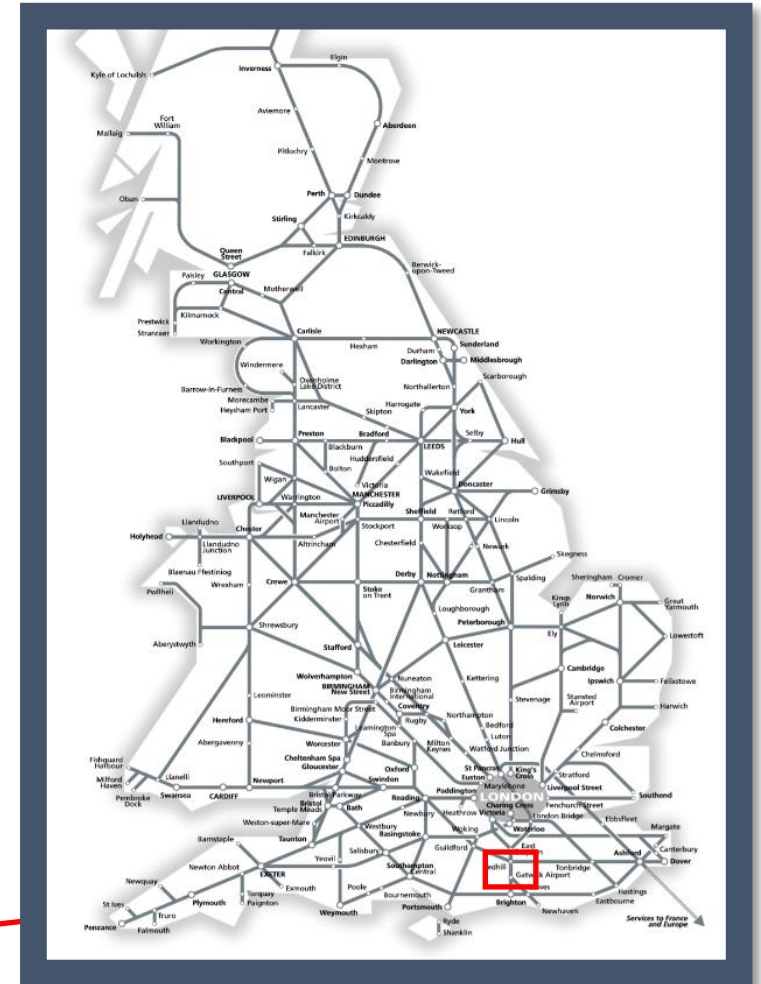 Inverness
Elgin
Kyle of Lochalsh
Aviemore
Fort
William
Mallaig
Aberdeen
Pitlochry
Montrose
Perth
Dundee
Oban
Kirkcaldy
Stirling
EDINBURGH
Queen
Street
Falkirk
Berwick-
upon-Tweed
Paisley
GLASGOW
Central
Motherwell
Kilmarnock
Prestwick
Stranraer
Carlisle
NEWCASTLE
Workington
Hexham
Sunderland
Durham
Darlington
Middlesbrough
Windermere
Scarborough
Oxenholme
Lake District
Northallerton
Barrow-in-Furness
Morecambe
Lancaster
Harrogate
York
Heysham Port
Skipton
Preston
Bradford
Selby
Blackpool
LEEDS
Hull
Blackburn
Huddersfield
Southport
Bolton
Wakefield
Wigan
Victoria
Doncaster
MANCHESTER
Grimsby
LIVERPOOL
Warrington
Piccadilly
Manchester
Airport
Sheffield
Retford
Llandudno
Stockport
Worksop
Lincoln
Holyhead
Chester
Llandudno
Junction
Altrincham
Chesterfield
Newark
Skegness
Blaenau Ffestiniog
Crewe
Derby
Nottingham
Spalding
Sheringham
Cromer
Pwllheli
Wrexham
Stoke
on Trent
Grantham
Kings
Lynn
Norwich
Great
Yarmouth
Loughborough
Shrewsbury
Peterborough
Aberystwyth
Stafford
Leicester
Ely
Lowestoft
Wolverhampton
Cambridge
BIRMINGHAM
New Street
Nuneaton
Kettering
Ipswich
Felixstowe
Leominster
Birmingham
International
Stevenage
Stansted
Airport
Birmingham Moor Street
Coventry
Harwich
Hereford
Kidderminster
Rugby
Northampton
Leamington
Spa
Bedford
Colchester
Abergavenny
Worcester
Banbury
Milton
Keynes
Luton
Watford Junction
Chelmsford
Fishguard
Harbour
Cheltenham Spa
Gloucester
Oxford
St Pancras
King's
Cross
Euston
Stratford
Milford
Haven
Llanelli
Newport
Swindon
Marylebone
Liverpool Street
Pembroke
Dock
Swansea
CARDIFF
Bristol Parkway
Reading
Paddington
LONDON
Southend
Bristol
Temple Meads
Bath
Newbury
Heathrow
Victoria
Charing Cross
Fenchurch Street
London Bridge
Ebbsfleet
Weston-super-Mare
Westbury
Basingstoke
Woking
Waterloo
Margate
Barnstaple
Taunton
Salisbury
Guildford
East
Tonbridge
Ashford
Canterbury
Dover
Newton Abbot
Yeovil
Southampton
Central
Gatwick Airport
Newquay
EXETER
Exmouth
Poole
Bournemouth
Hastings
St Ives
Plymouth
Torquay
Paignton
Weymouth
Portsmouth
Brighton
Newhaven
Eastbourne
Truro
Penzance
Falmouth
Ryde
Shanklin
Services to France
and Europe